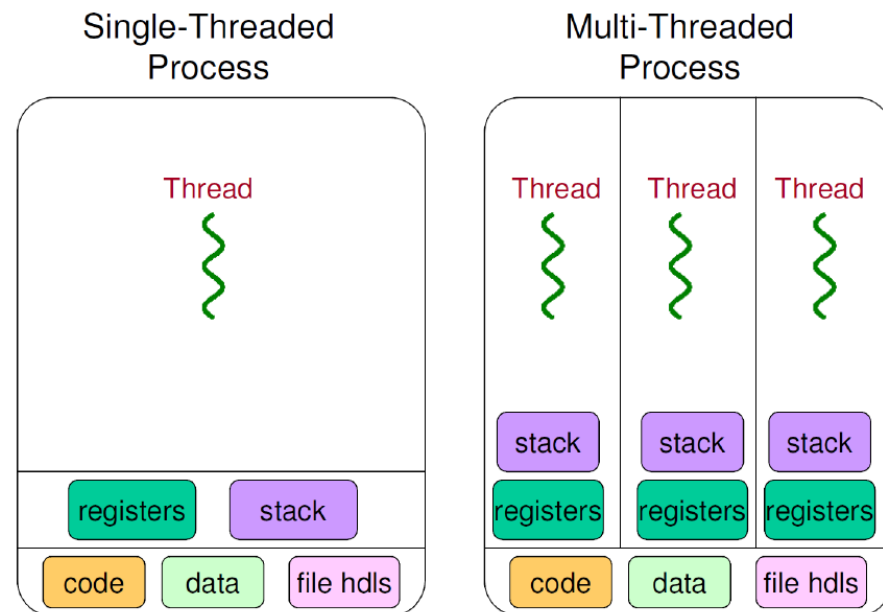 Single-Threaded
Process
Thread
registers stack
code data file hdls
Multi-Threaded
Process
Thread Thread Thread
stack stack stack
registers registers registers
code data file hdls